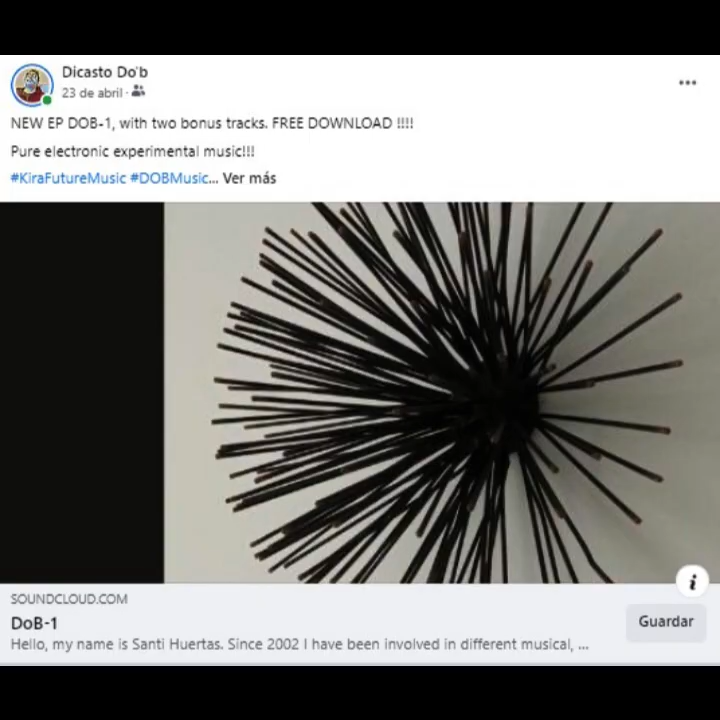 Dicasto Do'b
23 de abril ·
NEW EP DOB-1, with two bonus tracks. FREE DOWNLOAD !!!!
Pure electronic experimental music!!!
#KiraFutureMusic #DOBMusic... Ver más
i
SOUNDCLOUD.COM
DoB-1
Guardar
Hello, my name is Santi Huertas. Since 2002 I have been involved in different musical, ...